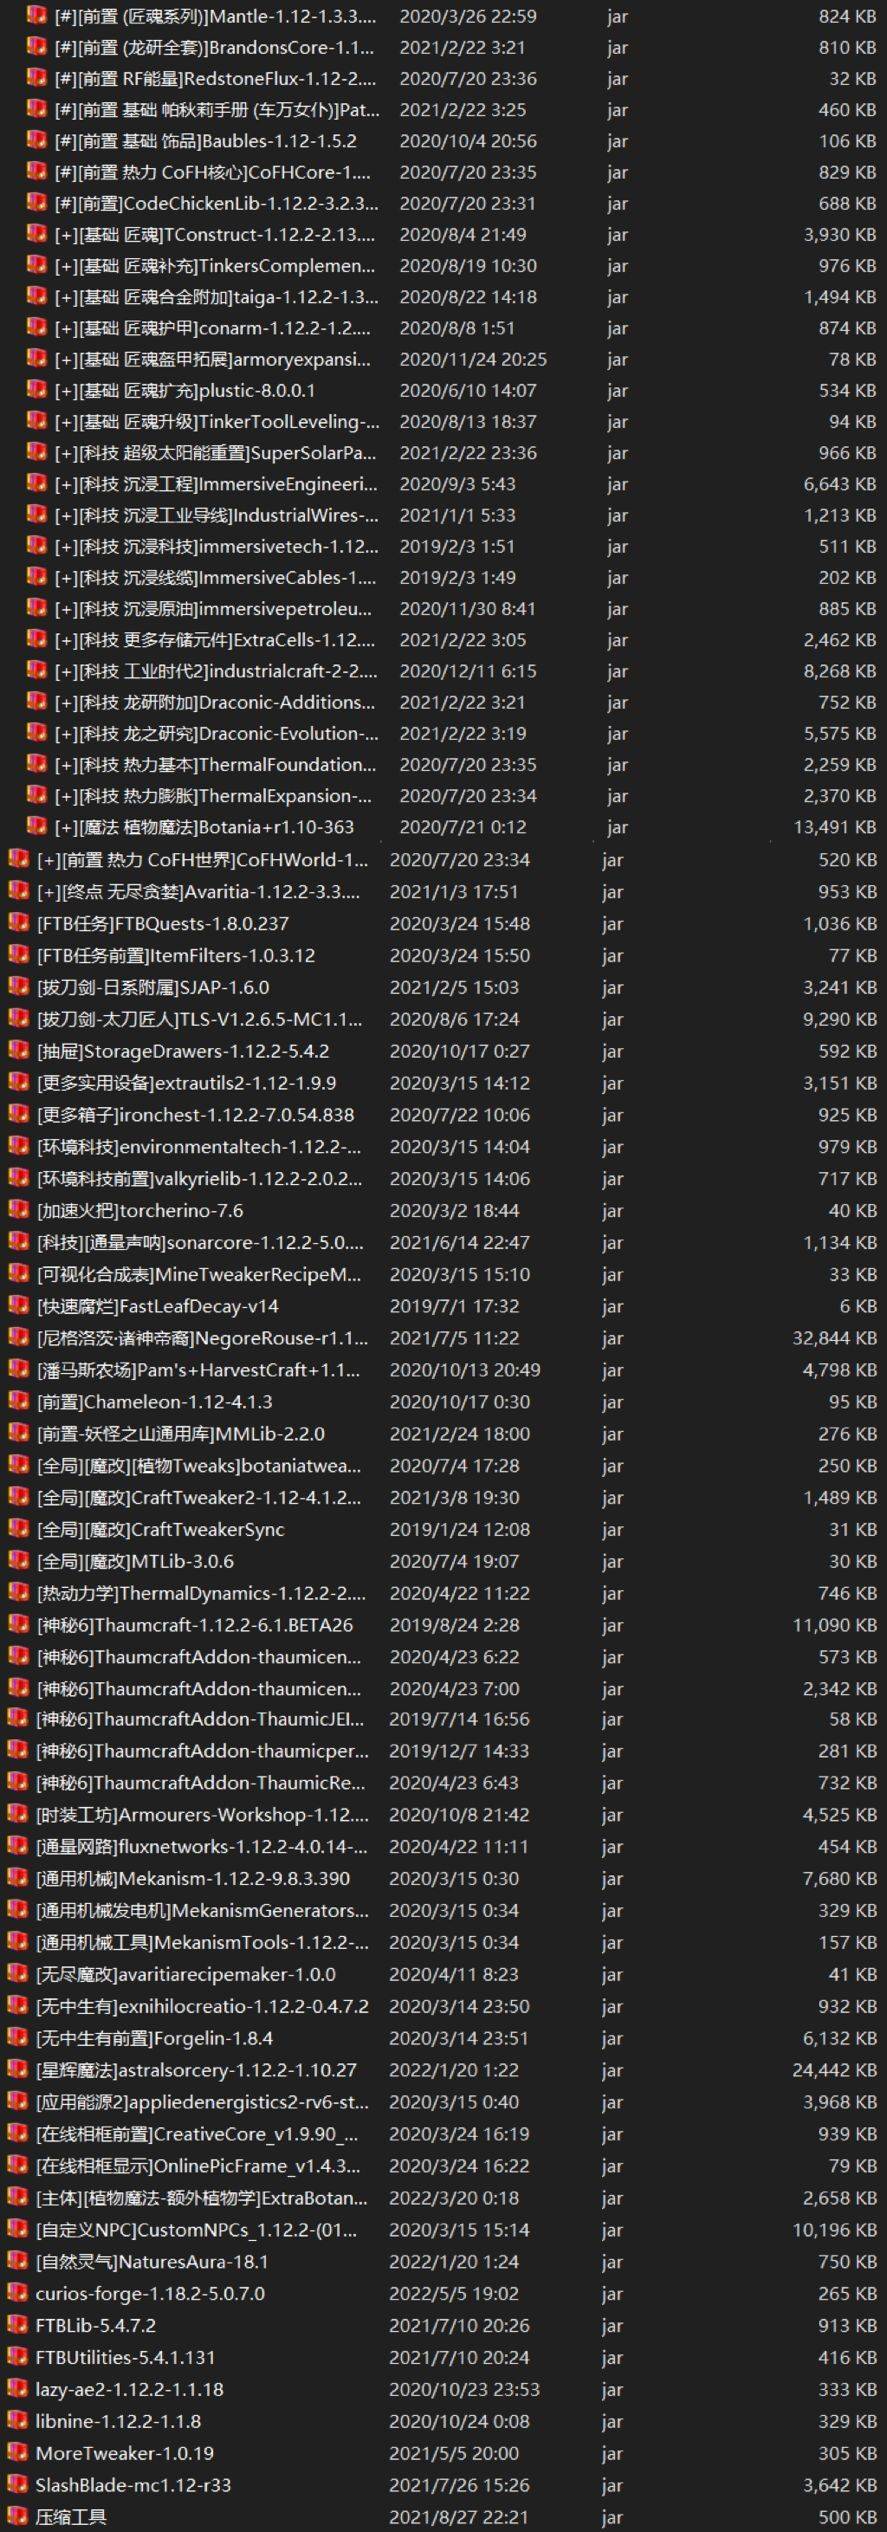 [#][前置 (匠魂系列)]Mantle-1.12-1.3.3.... 2020/3/26 22:59 jar 824 KB
[#][前置 (龙研全套)]BrandonsCore-1.1... 2021/2/22 3:21 jar 810 KB
[#][前置 RF能量]RedstoneFlux-1.12-2.... 2020/7/20 23:36 jar 32 KB
[#][前置 基础 帕秋莉手册 (车万女仆)]Pat... 2021/2/22 3:25 jar 460 KB
[#][前置 基础 饰品]Baubles-1.12-1.5.2 2020/10/4 20:56 jar 106 KB
[#][前置 热力 CoFH核心]CoFHCore-1.... 2020/7/20 23:35 jar 829 KB
[#][前置]CodeChickenLib-1.12.2-3.2.3... 2020/7/20 23:31 jar 688 KB
[+][基础 匠魂]TConstruct-1.12.2-2.13.... 2020/8/4 21:49 jar 3,930 KB
[+][基础 匠魂补充]TinkersComplemen... 2020/8/19 10:30 jar 976 KB
[+][基础 匠魂合金附加]taiga-1.12.2-1.3... 2020/8/22 14:18 jar 1,494 KB
[+][基础 匠魂护甲]conarm-1.12.2-1.2.... 2020/8/8 1:51 jar 874 KB
[+][基础 匠魂盔甲拓展]armoryexpansi... 2020/11/24 20:25 jar 78 KB
[+][基础 匠魂扩充]plustic-8.0.0.1 2020/6/10 14:07 jar 534 KB
[+][基础 匠魂升级]TinkerToolLeveling-... 2020/8/13 18:37 jar 94 KB
[+][科技 超级太阳能重置]SuperSolarPa... 2021/2/22 23:36 jar 966 KB
[+][科技 沉浸工程]ImmersiveEngineeri... 2020/9/3 5:43 jar 6,643 KB
[+][科技 沉浸工业导线]IndustrialWires-... 2021/1/1 5:33 jar 1,213 KB
[+][科技 沉浸科技]immersivetech-1.12... 2019/2/3 1:51 jar 511 KB
[+][科技 沉浸线缆]ImmersiveCables-1.... 2019/2/3 1:49 jar 202 KB
[+][科技 沉浸原油]immersivepetroleu... 2020/11/30 8:41 jar 885 KB
[+][科技 更多存储元件]ExtraCells-1.12.... 2021/2/22 3:05 jar 2,462 KB
[+][科技 工业时代2]industrialcraft-2-2.... 2020/12/11 6:15 jar 8,268 KB
[+][科技 龙研附加]Draconic-Additions... 2021/2/22 3:21 jar 752 KB
[+][科技 龙之研究]Draconic-Evolution-... 2021/2/22 3:19 jar 5,575 KB
[+][科技 热力基本]ThermalFoundation... 2020/7/20 23:35 jar 2,259 KB
[+][科技 热力膨胀]ThermalExpansion-... 2020/7/20 23:34 jar 2,370 KB
[+][魔法 植物魔法]Botania+r1.10-363 2020/7/21 0:12 jar 13,491 KB
[+][前置 热力 CoFH世界]CoFHWorld-1... 2020/7/20 23:34 jar 520 KB
[+][终点 无尽贪婪]Avaritia-1.12.2-3.3.... 2021/1/3 17:51 jar 953 KB
[FTB任务]FTBQuests-1.8.0.237 2020/3/24 15:48 jar 1,036 KB
[FTB任务前置]ItemFilters-1.0.3.12 2020/3/24 15:50 jar 77 KB
[拔刀剑-日系附属]SJAP-1.6.0 2021/2/5 15:03 jar 3,241 KB
[拔刀剑-太刀匠人]TLS-V1.2.6.5-MC1.1... 2020/8/6 17:24 jar 9,290 KB
[抽屉]StorageDrawers-1.12.2-5.4.2 2020/10/17 0:27 jar 592 KB
[更多实用设备]extrautils2-1.12-1.9.9 2020/3/15 14:12 jar 3,151 KB
[更多箱子]ironchest-1.12.2-7.0.54.838 2020/7/22 10:06 jar 925 KB
[环境科技]environmentaltech-1.12.2-... 2020/3/15 14:04 jar 979 KB
[环境科技前置]valkyrielib-1.12.2-2.0.2... 2020/3/15 14:06 jar 717 KB
[加速火把]torcherino-7.6 2020/3/2 18:44 jar 40 KB
[科技][通量声呐]sonarcore-1.12.2-5.0.... 2021/6/14 22:47 jar 1,134 KB
[可视化合成表]MineTweakerRecipeM... 2020/3/15 15:10 jar 33 KB
[快速腐烂]FastLeafDecay-v14 2019/7/1 17:32 jar 6 KB
[尼格洛茨·诸神帝裔]NegoreRouse-r1.1... 2021/7/5 11:22 jar 32,844 KB
[潘马斯农场]Pam's+HarvestCraft+1.1... 2020/10/13 20:49 jar 4,798 KB
[前置]Chameleon-1.12-4.1.3 2020/10/17 0:30 jar 95 KB
[前置-妖怪之山通用库]MMLib-2.2.0 2021/2/24 18:00 jar 276 KB
[全局][魔改][植物Tweaks]botaniatwea... 2020/7/4 17:28 jar 250 KB
[全局][魔改]CraftTweaker2-1.12-4.1.2... 2021/3/8 19:30 jar 1,489 KB
[全局][魔改]CraftTweakerSync 2019/1/24 12:08 jar 31 KB
[全局][魔改]MTLib-3.0.6 2020/7/4 19:07 jar 30 KB
[热动力学]ThermalDynamics-1.12.2-2.... 2020/4/22 11:22 jar 746 KB
[神秘6]Thaumcraft-1.12.2-6.1.BETA26 2019/8/24 2:28 jar 11,090 KB
[神秘6]ThaumcraftAddon-thaumicen... 2020/4/23 6:22 jar 573 KB
[神秘6]ThaumcraftAddon-thaumicen... 2020/4/23 7:00 jar 2,342 KB
[神秘6]ThaumcraftAddon-ThaumicJEI... 2019/7/14 16:56 jar 58 KB
[神秘6]ThaumcraftAddon-thaumicper... 2019/12/7 14:33 jar 281 KB
[神秘6]ThaumcraftAddon-ThaumicRe... 2020/4/23 6:43 jar 732 KB
[时装工坊]Armourers-Workshop-1.12.... 2020/10/8 21:42 jar 4,525 KB
[通量网路]fluxnetworks-1.12.2-4.0.14-... 2020/4/22 11:11 jar 454 KB
[通用机械]Mekanism-1.12.2-9.8.3.390 2020/3/15 0:30 jar 7,680 KB
[通用机械发电机]MekanismGenerators... 2020/3/15 0:34 jar 329 KB
[通用机械工具]MekanismTools-1.12.2-... 2020/3/15 0:34 jar 157 KB
[无尽魔改]avaritiarecipemaker-1.0.0 2020/4/11 8:23 jar 41 KB
[无中生有]exnihilocreatio-1.12.2-0.4.7.2 2020/3/14 23:50 jar 932 KB
[无中生有前置]Forgelin-1.8.4 2020/3/14 23:51 jar 6,132 KB
[星辉魔法]astralsorcery-1.12.2-1.10.27 2022/1/20 1:22 jar 24,442 KB
[应用能源2]appliedenergistics2-rv6-st... 2020/3/15 0:40 jar 3,968 KB
[在线相框前置]CreativeCore_v1.9.90_... 2020/3/24 16:19 jar 939 KB
[在线相框显示]OnlinePicFrame_v1.4.3... 2020/3/24 16:22 jar 79 KB
[主体][植物魔法-额外植物学]ExtraBotan... 2022/3/20 0:18 jar 2,658 KB
[自定义NPC]CustomNPCs_1.12.2-(01... 2020/3/15 15:14 jar 10,196 KB
[自然灵气]NaturesAura-18.1 2022/1/20 1:24 jar 750 KB
curios-forge-1.18.2-5.0.7.0 2022/5/5 19:02 jar 265 KB
FTBLib-5.4.7.2 2021/7/10 20:26 jar 913 KB
FTBUtilities-5.4.1.131 2021/7/10 20:24 jar 416 KB
lazy-ae2-1.12.2-1.1.18 2020/10/23 23:53 jar 333 KB
libnine-1.12.2-1.1.8 2020/10/24 0:08 jar 329 KB
MoreTweaker-1.0.19 2021/5/5 20:00 jar 305 KB
SlashBlade-mc1.12-r33 2021/7/26 15:26 jar 3,642 KB
压缩工具 2021/8/27 22:21 jar 500 KB